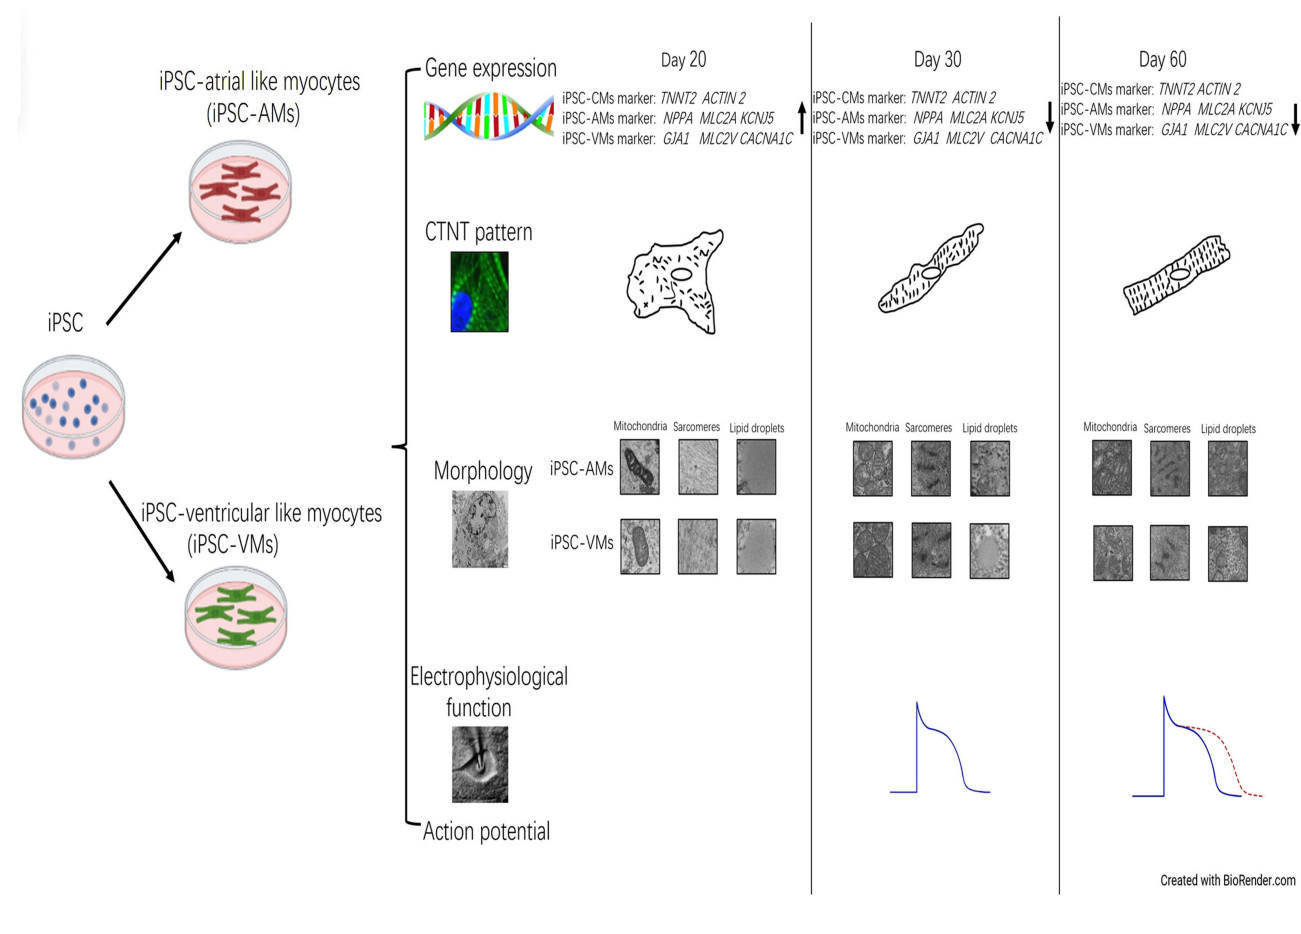 iPSC-atrial like myocytes
(iPSC-AMs)
iPSC
iPSC-ventricular like myocytes
(iPSC-VMs)
Gene expression
CTNT pattern
Morphology
Electrophysiological
function
Action potential
Day 20
iPSC-CMs marker: TNNT2 ACTIN 2
iPSC-AMs marker: NPPA MLC2A KCNJ5
iPSC-VMs marker: GJA1 MLC2V CACNA1C
Mitochondria Sarcomeres Lipid droplets
iPSC-AMs
iPSC-VMs
Day 30
iPSC-CMs marker: TNNT2 ACTIN 2
iPSC-AMs marker: NPPA MLC2A KCNJ5
iPSC-VMs marker: GJA1 MLC2V CACNA1C
Mitochondria Sarcomeres Lipid droplets
Day 60
iPSC-CMs marker: TNNT2 ACTIN 2
iPSC-AMs marker: NPPA MLC2A KCNJ5
iPSC-VMs marker: GJA1 MLC2V CACNA1C
Mitochondria Sarcomeres Lipid droplets
Created with BioRender.com